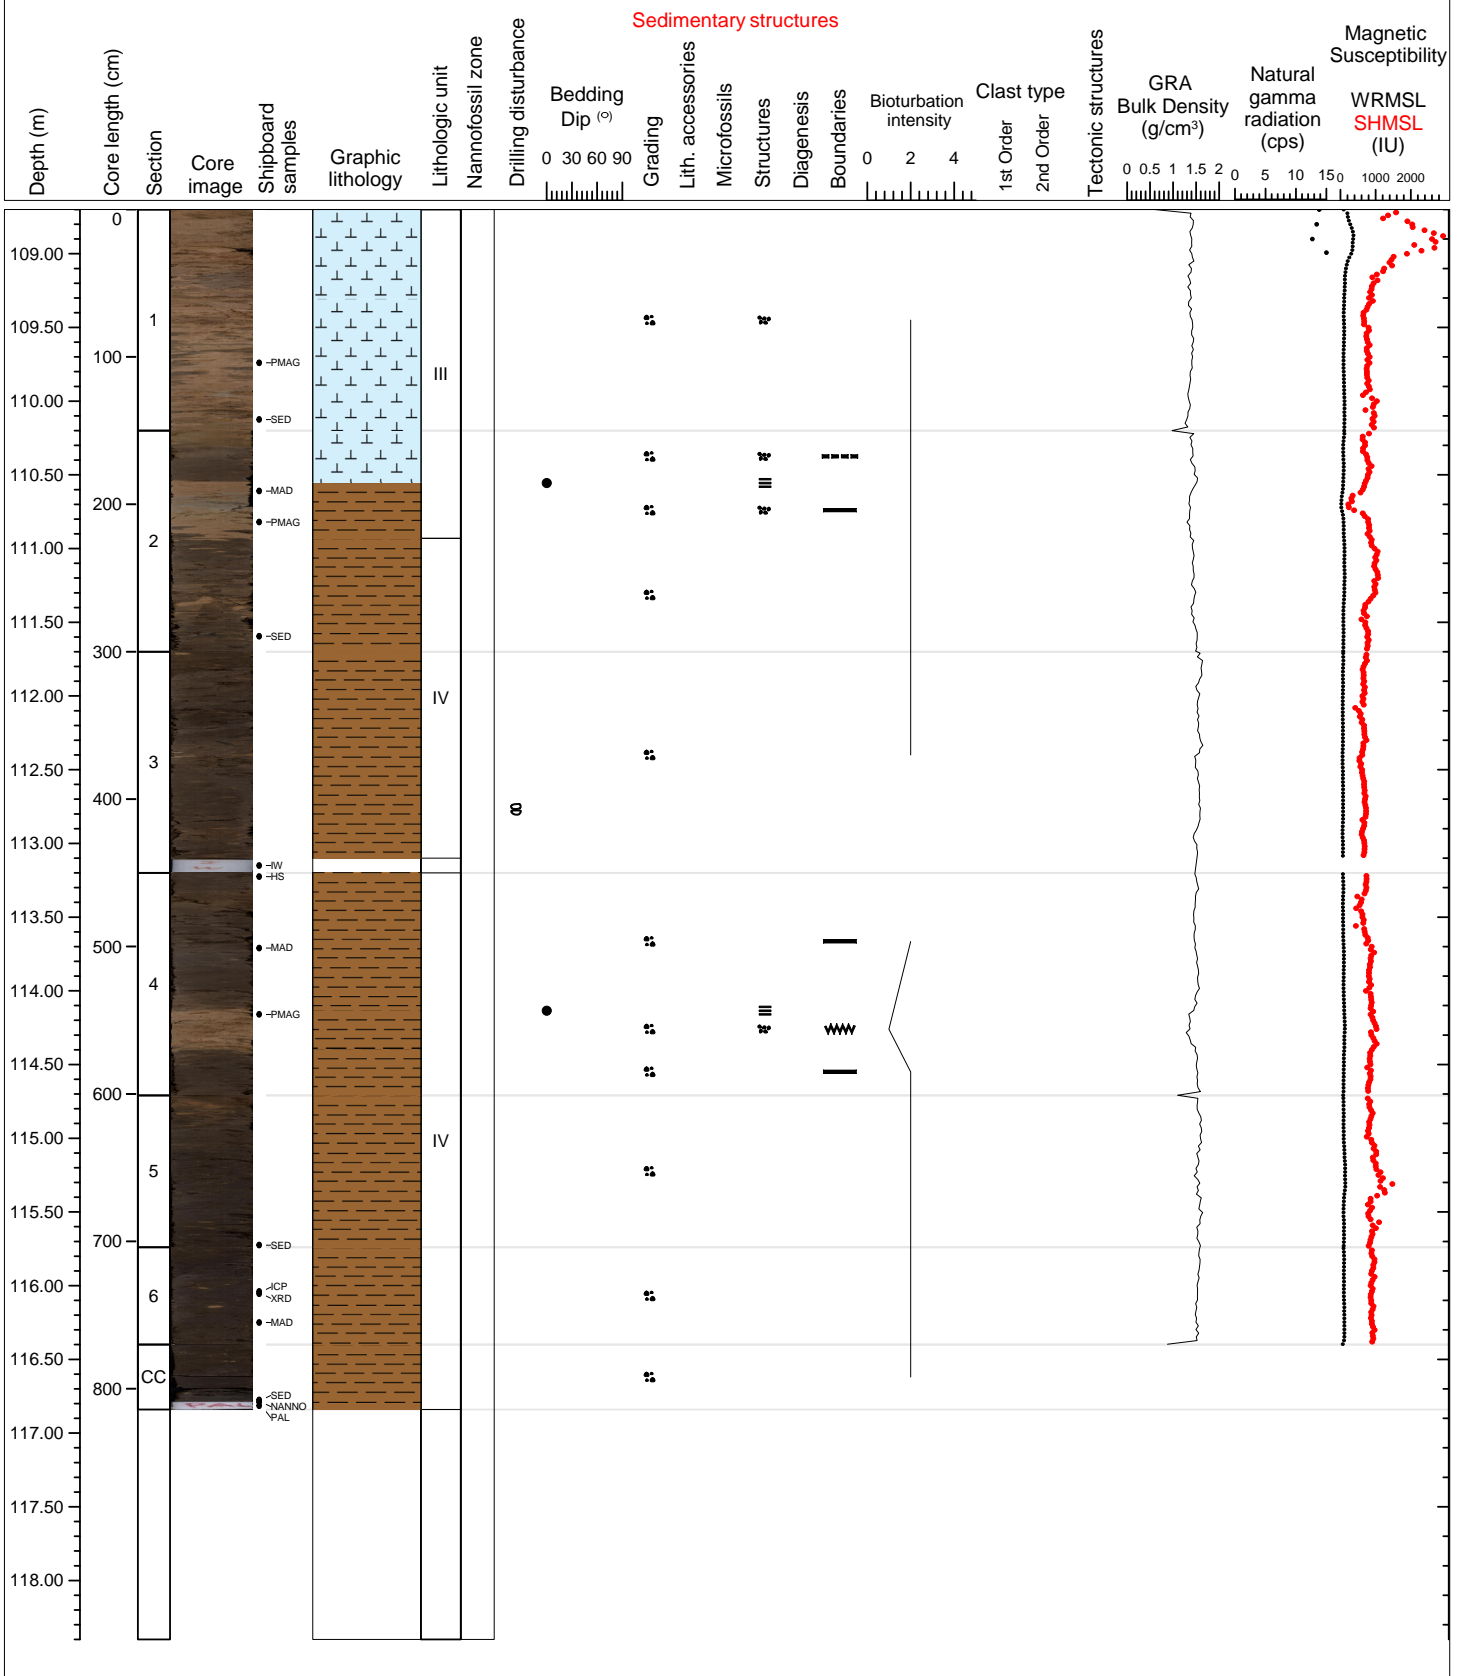 Sedimentary structures
Depth (m)
Core length (cm)
Section
Core
image
Shipboard
samples
Graphic
lithology
Lithologic unit
Nannofossil zone
Drilling disturbance
Bedding
Dip (o)
0 30 60 90
Grading
Lith. accessories
Microfossils
Structures
Diagenesis
Boundaries
Bioturbation
intensity
0 2 4
Clast type
1st Order
2nd Order
Tectonic structures
GRA
Bulk Density
(g/cm3)
0 0.5 1 1.5 2
Natural
gamma
radiation
(cps)
0 5 10 15
Magnetic
Susceptibility
WRMSL
SHMSL
(IU)
0 1000 2000
0
109.00
109.50
1
100
PMAG
III
110.00
SED
110.50
MAD
200
PMAG
111.00
2
111.50
SED
300
112.00
IV
112.50
3
400
113.00
IW
HS
113.50
500
MAD
114.00
4
PMAG
114.50
600
115.00
IV
5
115.50
700
SED
116.00
ICP
6
XRD
MAD
116.50
CC
800
SED
NANNO
PAL
117.00
117.50
118.00